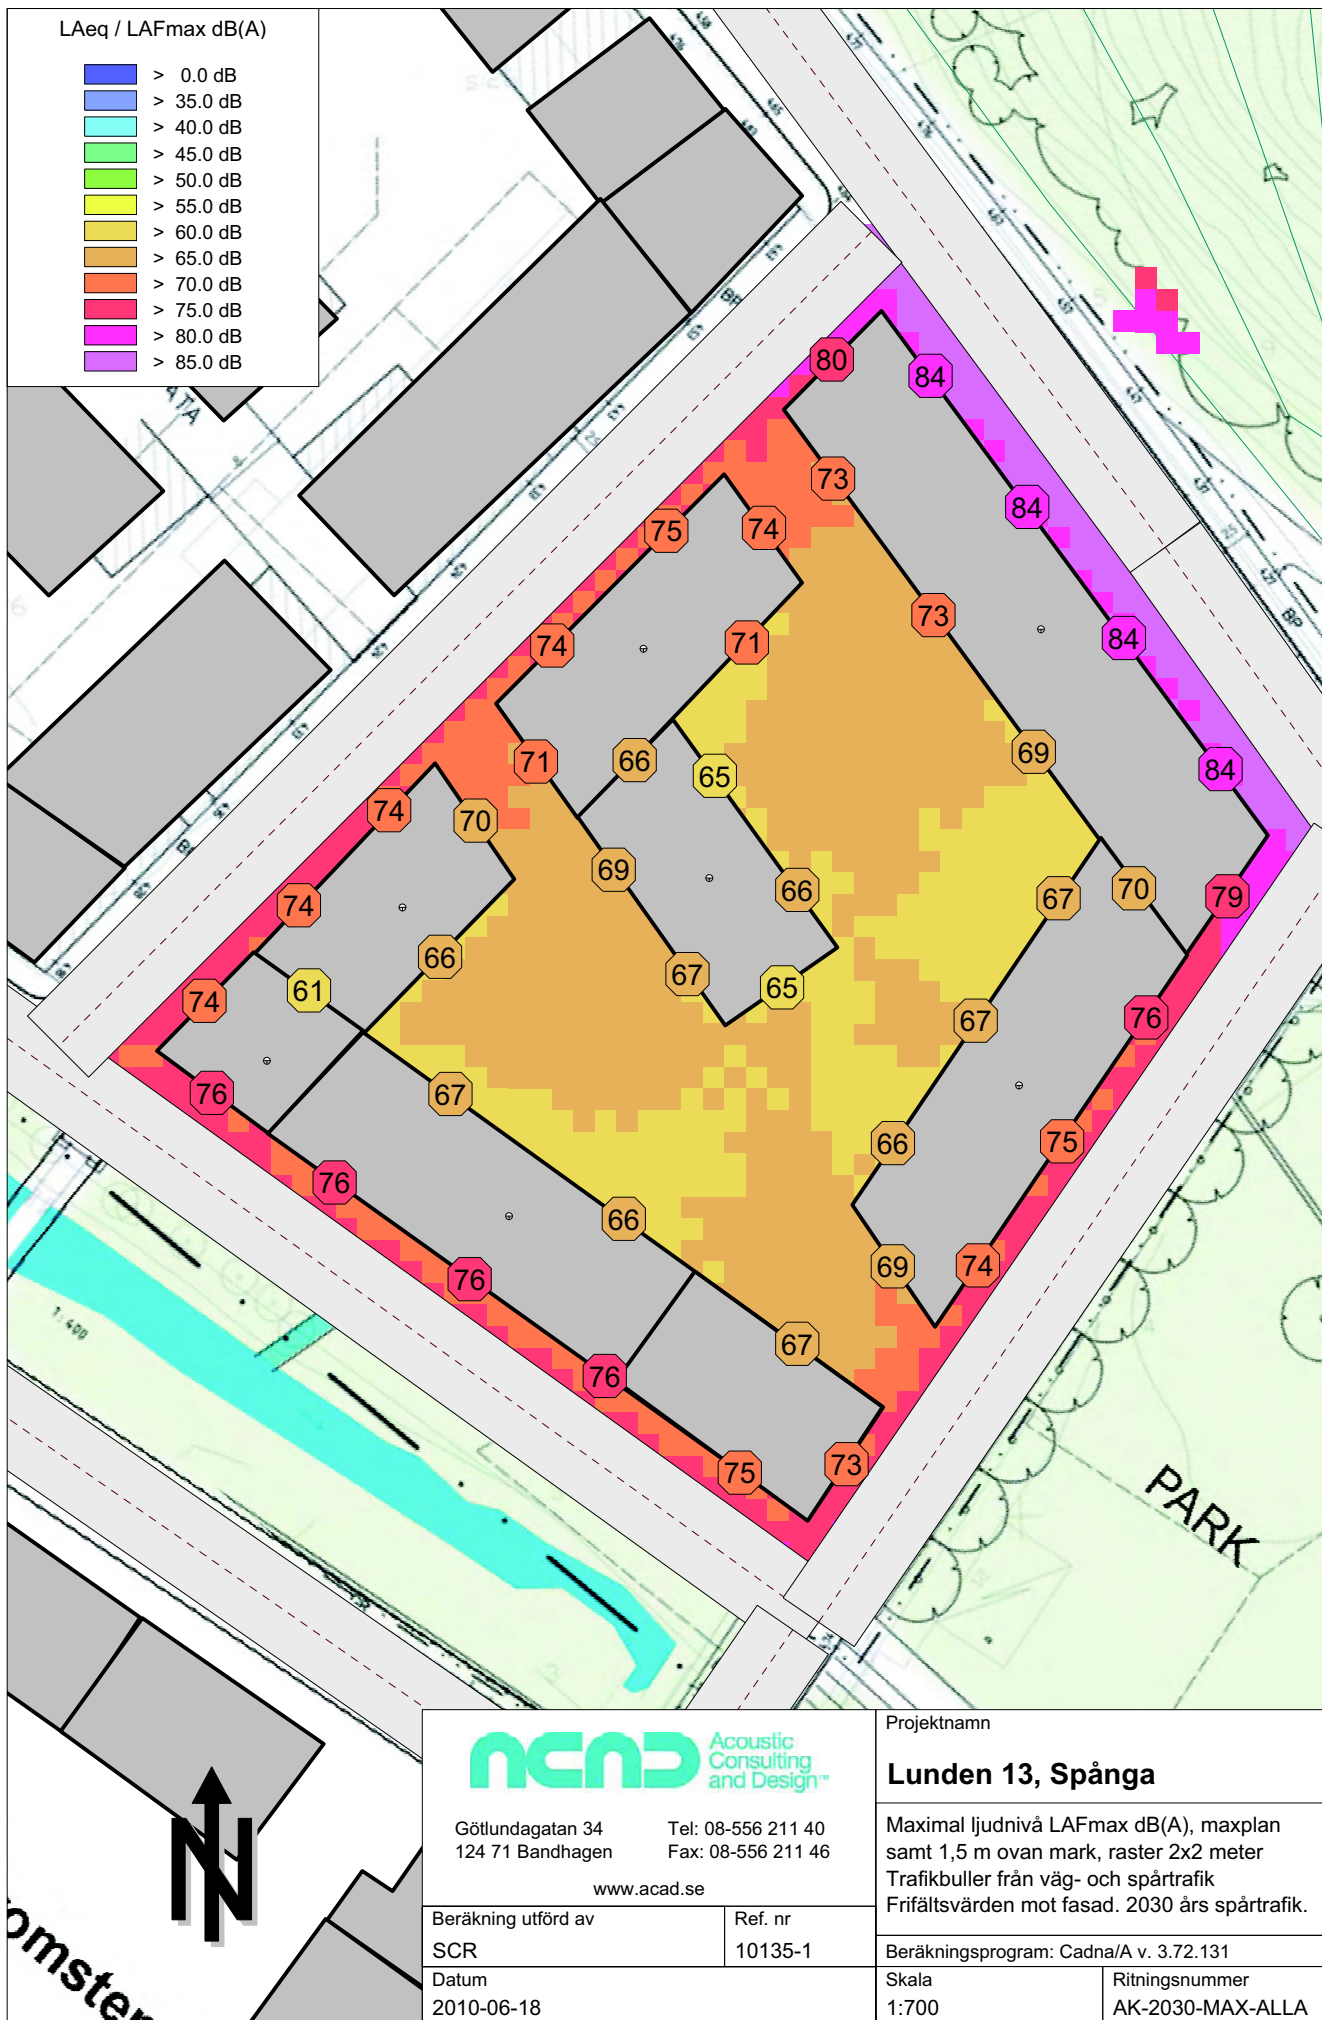 LAeq / LAFmax dB(A)
> 0.0 dB
> 35.0 dB
> 40.0 dB
> 45.0 dB
> 50.0 dB
> 55.0 dB
> 60.0 dB
> 65.0 dB
> 70.0 dB
> 75.0 dB
> 80.0 dB
> 85.0 dB
80
84
73
84
75
74
73
84
74
71
69
84
71
66
65
74
70
69
66
67
70
79
74
66
61
67
65
67
76
74
76
67
66
75
76
66
69
74
76
67
76
75
73
1:400
PARK
N
omster
ACAD
Acoustic
Consulting
and Design™
Götlundagatan 34
124 71 Bandhagen
Tel: 08-556 211 40
Fax: 08-556 211 46
www.acad.se
Projektnamn
Lunden 13, Spånga
Maximal ljudnivå LAFmax dB(A), maxplan
samt 1,5 m ovan mark, raster 2x2 meter
Trafikbuller från väg- och spårtrafik
Frifältsvärden mot fasad. 2030 års spårtrafik.
Beräkning utförd av
SCR
Ref. nr
10135-1
Beräkningsprogram: Cadna/A v. 3.72.131
Datum
2010-06-18
Skala
1:700
Ritningsnummer
AK-2030-MAX-ALLA